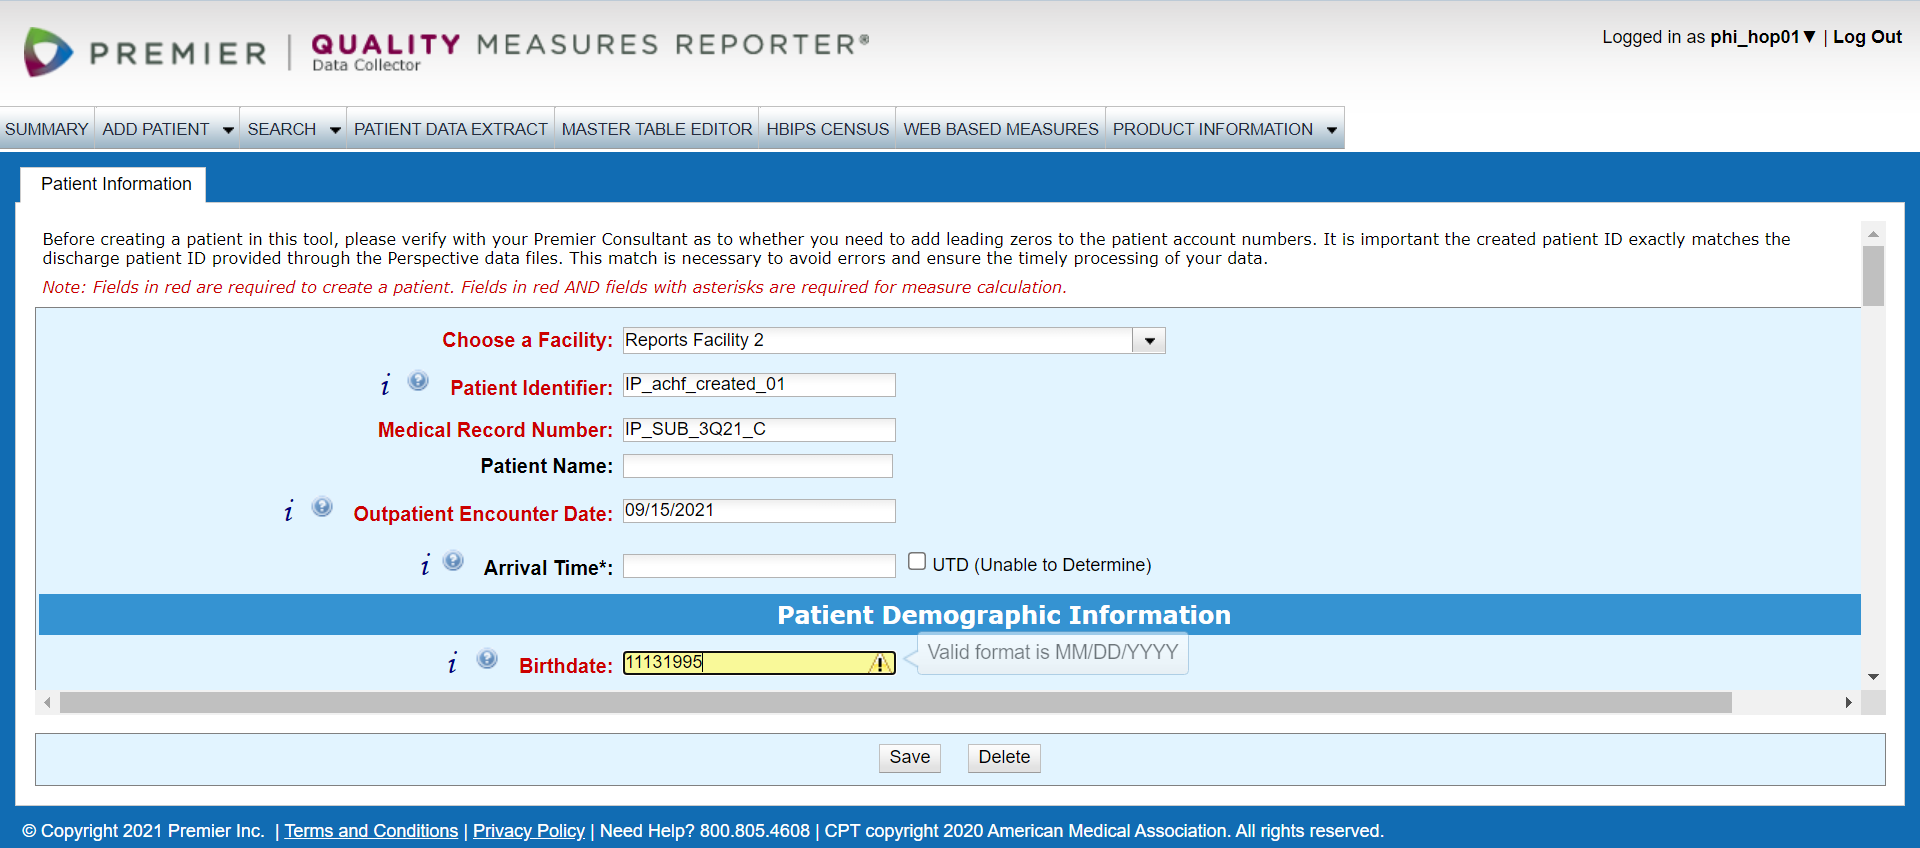 PREMIER | QUALITY MEASURES REPORTER®
Data Collector
Logged in as phi_hop01▼ | Log Out
SUMMARY ADD PATIENT SEARCH PATIENT DATA EXTRACT MASTER TABLE EDITOR HBIPS CENSUS WEB BASED MEASURES PRODUCT INFORMATION
Patient Information
Before creating a patient in this tool, please verify with your Premier Consultant as to whether you need to add leading zeros to the patient account numbers. It is important the created patient ID exactly matches the
discharge patient ID provided through the Perspective data files. This match is necessary to avoid errors and ensure the timely processing of your data.
Note: Fields in red are required to create a patient. Fields in red AND fields with asterisks are required for measure calculation.
Choose a Facility: Reports Facility 2
i ? Patient Identifier: IP_achf_created_01
Medical Record Number: IP_SUB_3Q21_C
Patient Name:
i ? Outpatient Encounter Date: 09/15/2021
i ? Arrival Time*: UTD (Unable to Determine)
Patient Demographic Information
i ? Birthdate: 11131995 Valid format is MM/DD/YYYY
Save Delete
© Copyright 2021 Premier Inc. | Terms and Conditions | Privacy Policy | Need Help? 800.805.4608 | CPT copyright 2020 American Medical Association. All rights reserved.